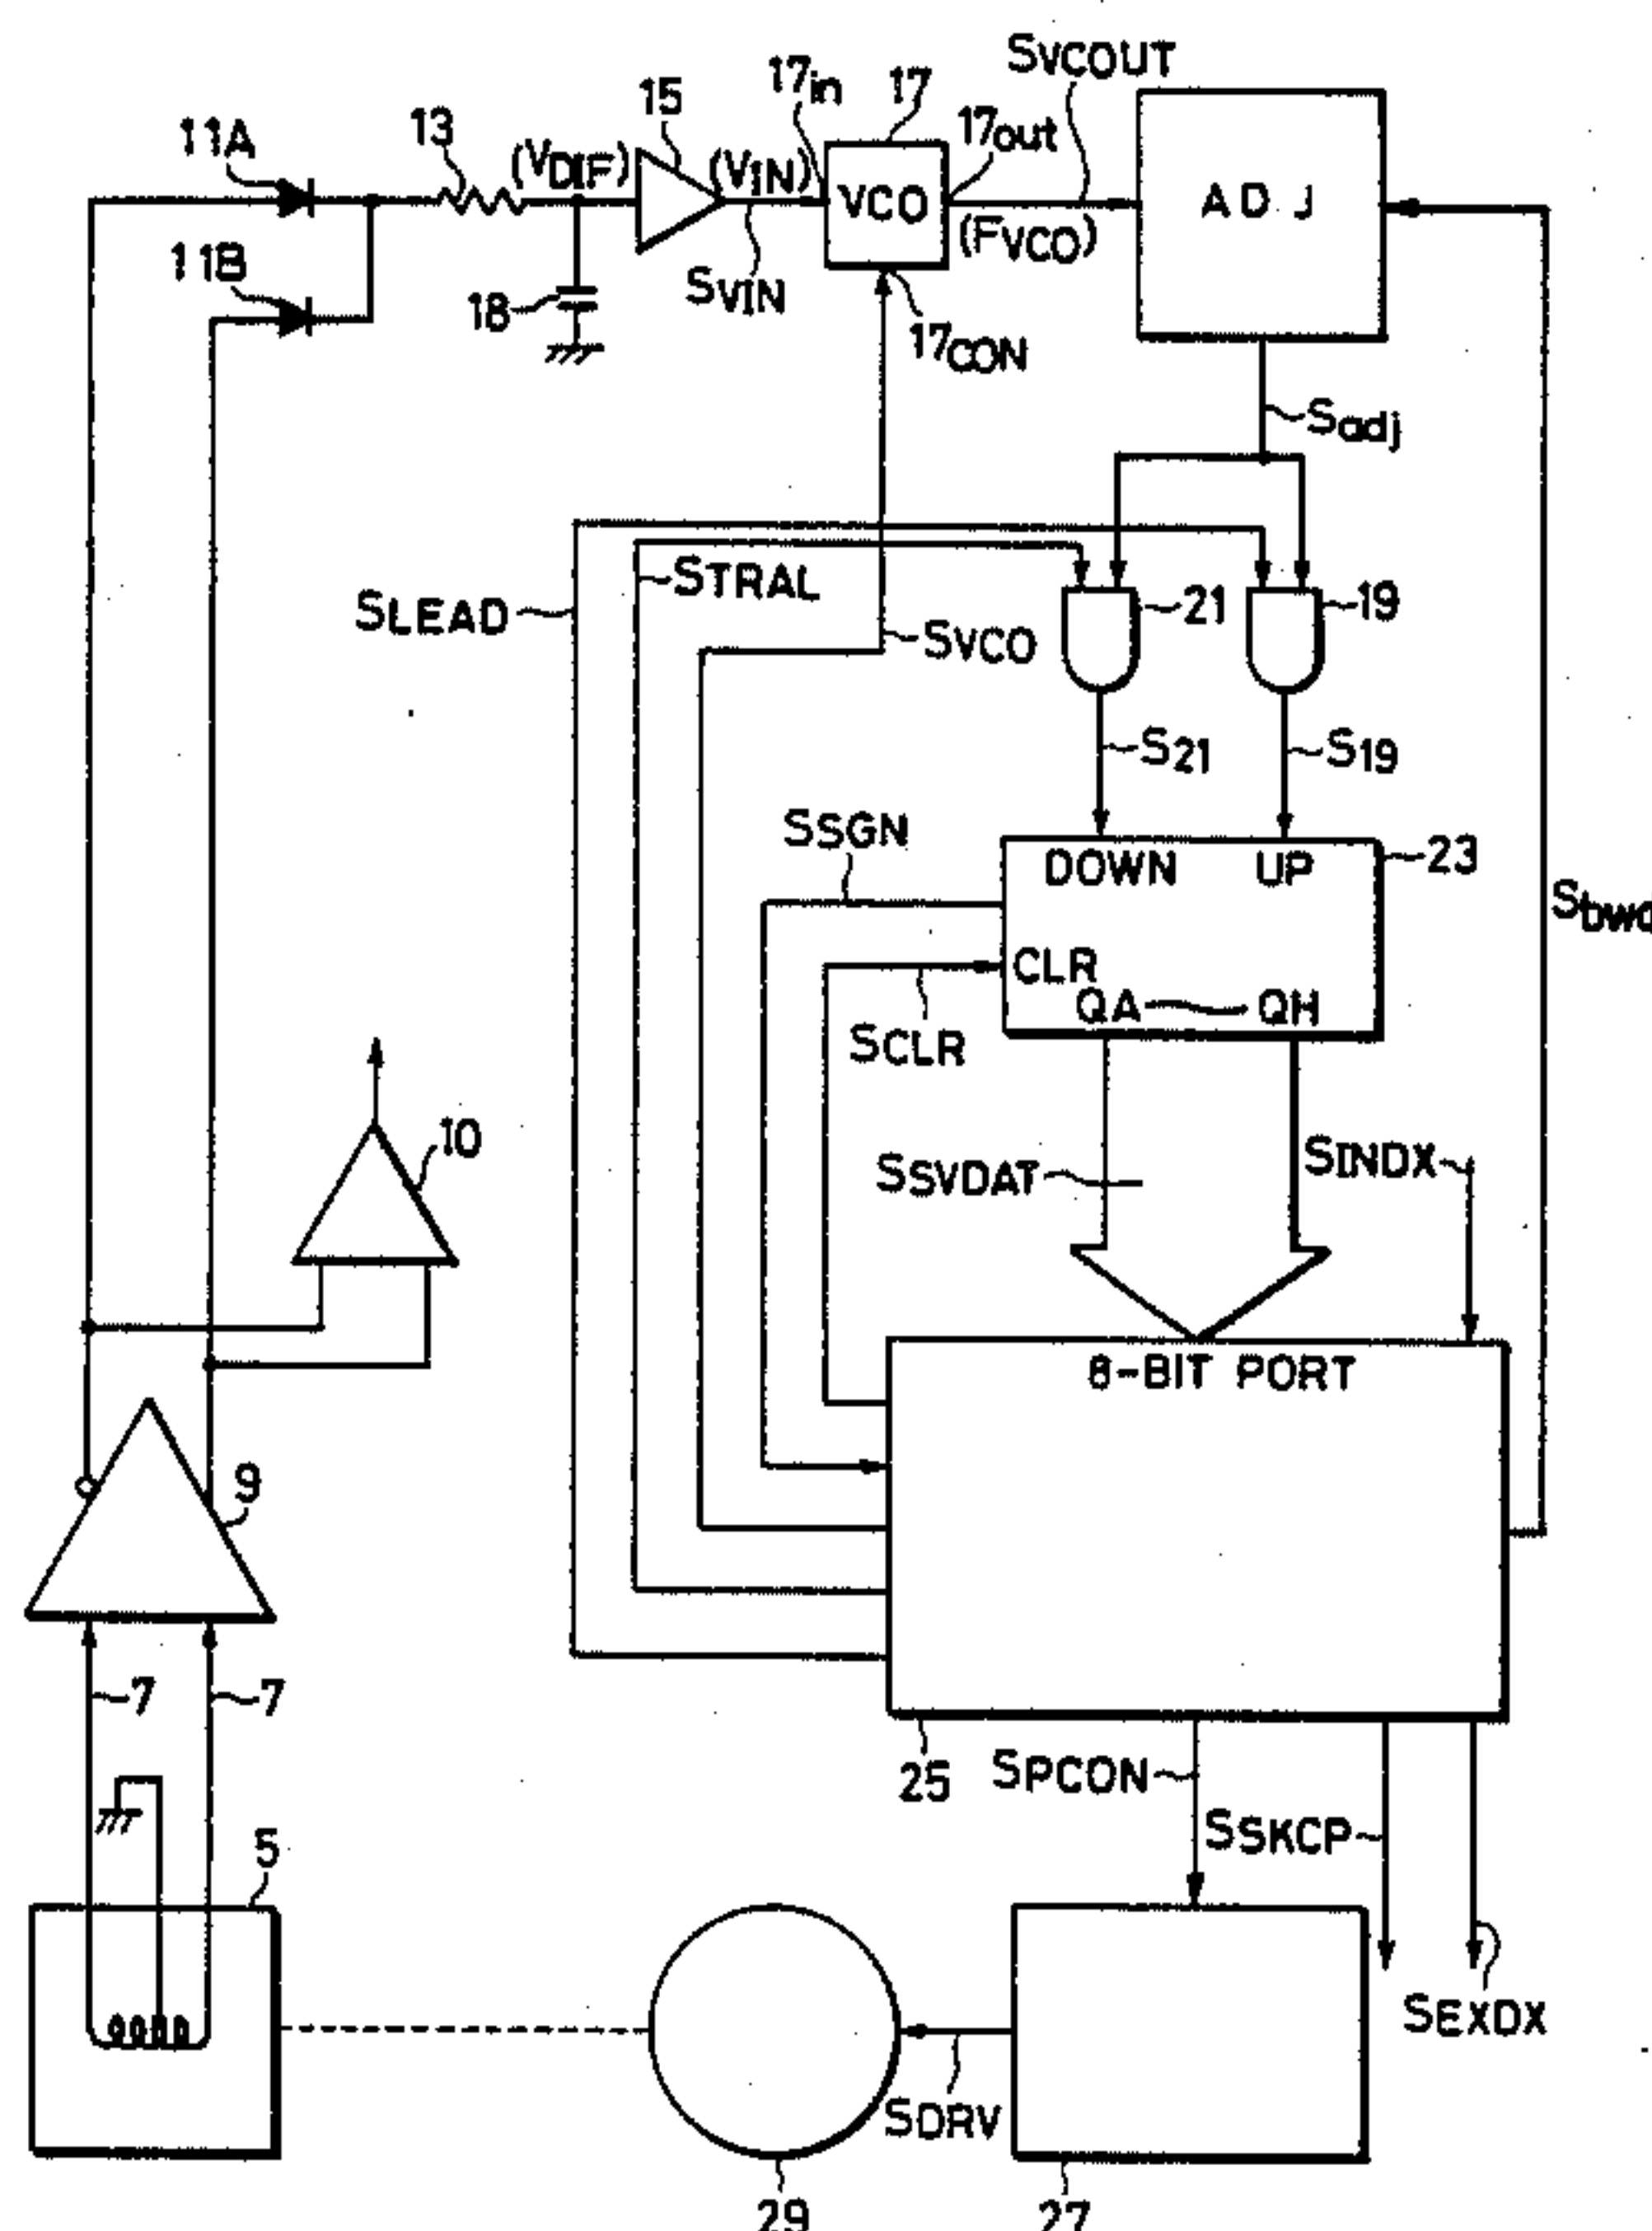 SVCOUT
17in
17
15
17out
13
11A
(VDIF)
(VIN)
VCO
ADJ
(FVCO)
11B
SVIN
18
17CON
Sadj
STRAL
SLEAD
21
19
SVCO
S21
S19
SSGN
DOWN
UP
23
CLR
QA
QH
SCLR
10
SINDX
SSVDAT
8-BIT PORT
9
7
7
25
SPCON
SSKCP
5
SEXDX
SDRV
29
27